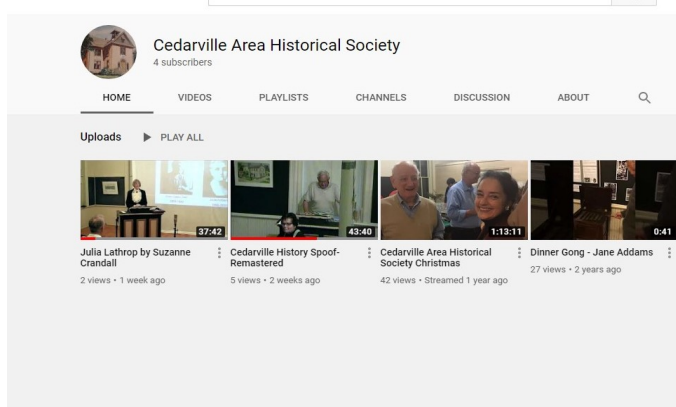 Cedarville Area Historical Society
4 subscribers
HOME VIDEOS PLAYLISTS CHANNELS DISCUSSION ABOUT
Uploads PLAY ALL
37:42 43:40 1:13:11 0:41
Julia Lathrop by Suzanne Crandall
2 views • 1 week ago
Cedarville History Spoof-
Remastered
5 views • 2 weeks ago
Cedarville Area Historical
Society Christmas
42 views • Streamed 1 year ago
Dinner Gong - Jane Addams
27 views • 2 years ago